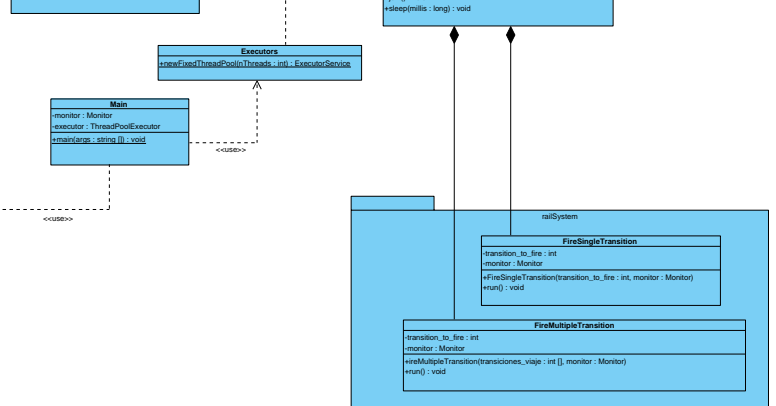 +sleep(millis : long) : void
Executors
+newFixedThreadPool(nThreads : int) : ExecutorService
Main
-monitor : Monitor
-executor : ThreadPoolExecutor
+main(args : string []) : void
<<use>>
<<use>>
railSystem
FireSingleTransition
-transition_to_fire : int
-monitor : Monitor
+FireSingleTransition(transition_to_fire : int, monitor : Monitor)
+run() : void
FireMultipleTransition
-transition_to_fire : int
-monitor : Monitor
+ireMultipleTransition(transiciones_viaje : int [], monitor : Monitor)
+run() : void